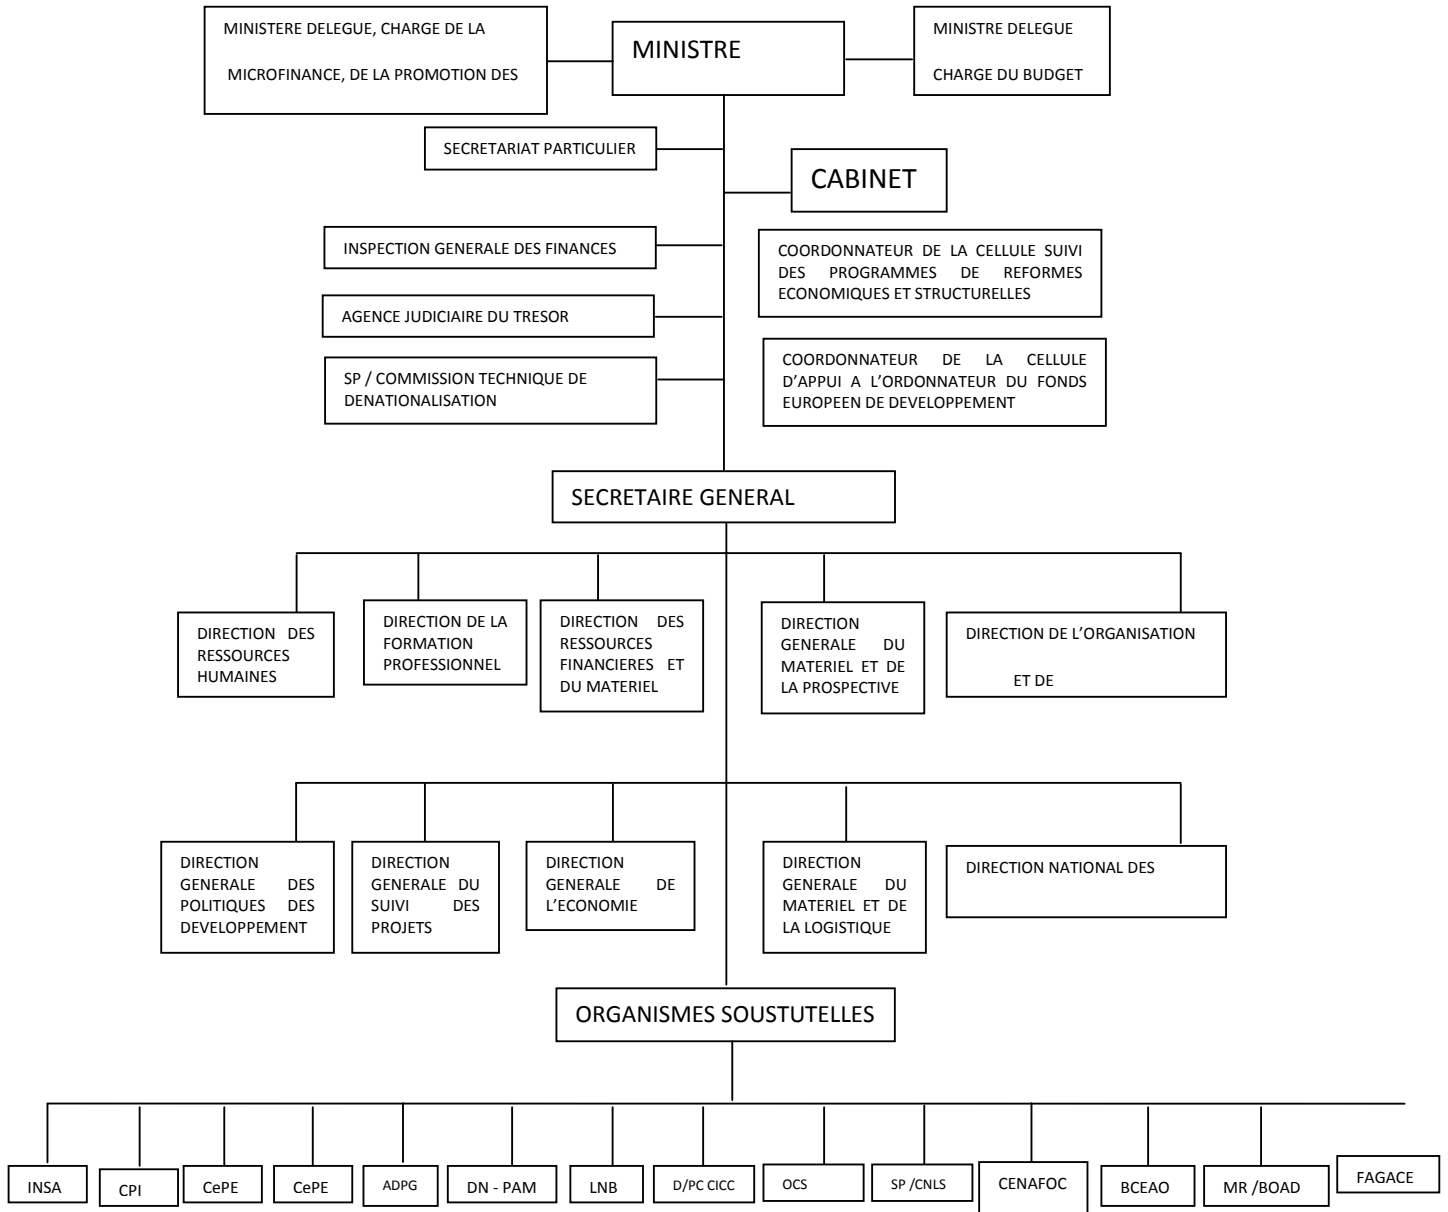 MINISTERE DELEGUE, CHARGE DE LA
MICROFINANCE, DE LA PROMOTION DES
MINISTRE
MINISTRE DELEGUE
CHARGE DU BUDGET
SECRETARIAT PARTICULIER
CABINET
INSPECTION GENERALE DES FINANCES
COORDONNATEUR DE LA CELLULE SUIVI
DES PROGRAMMES DE REFORMES
ECONOMIQUES ET STRUCTURELLES
AGENCE JUDICIAIRE DU TRESOR
SP / COMMISSION TECHNIQUE DE
DENATIONALISATION
COORDONNATEUR DE LA CELLULE
D’APPUI A L’ORDONNATEUR DU FONDS
EUROPEEN DE DEVELOPPEMENT
SECRETAIRE GENERAL
DIRECTION DES
RESSOURCES
HUMAINES
DIRECTION DE LA
FORMATION
PROFESSIONNEL
DIRECTION DES
RESSOURCES
FINANCIERES ET
DU MATERIEL
DIRECTION
GENERALE DU
MATERIEL ET DE
LA PROSPECTIVE
DIRECTION DE L’ORGANISATION
ET DE
DIRECTION
GENERALE DES
POLITIQUES DES
DEVELOPPEMENT
DIRECTION
GENERALE DU
SUIVI DES
PROJETS
DIRECTION
GENERALE DE
L’ECONOMIE
DIRECTION
GENERALE DU
MATERIEL ET DE
LA LOGISTIQUE
DIRECTION NATIONAL DES
ORGANISMES SOUSTUTELLES
INSA
CPI
CePE
CePE
ADPG
DN - PAM
LNB
D/PC CICC
OCS
SP /CNLS
CENAFOC
BCEAO
MR /BOAD
FAGACE